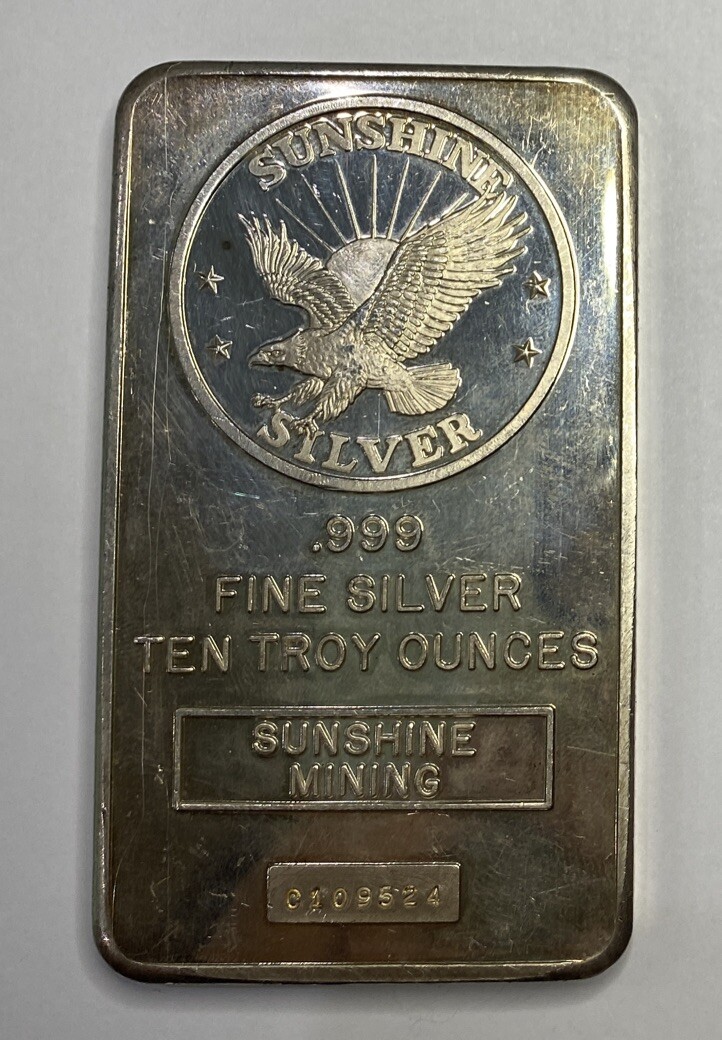 SUNSHINE
SILVER
.999
FINE SILVER
TEN TROY OUNCES
SUNSHINE
MINING
C109524